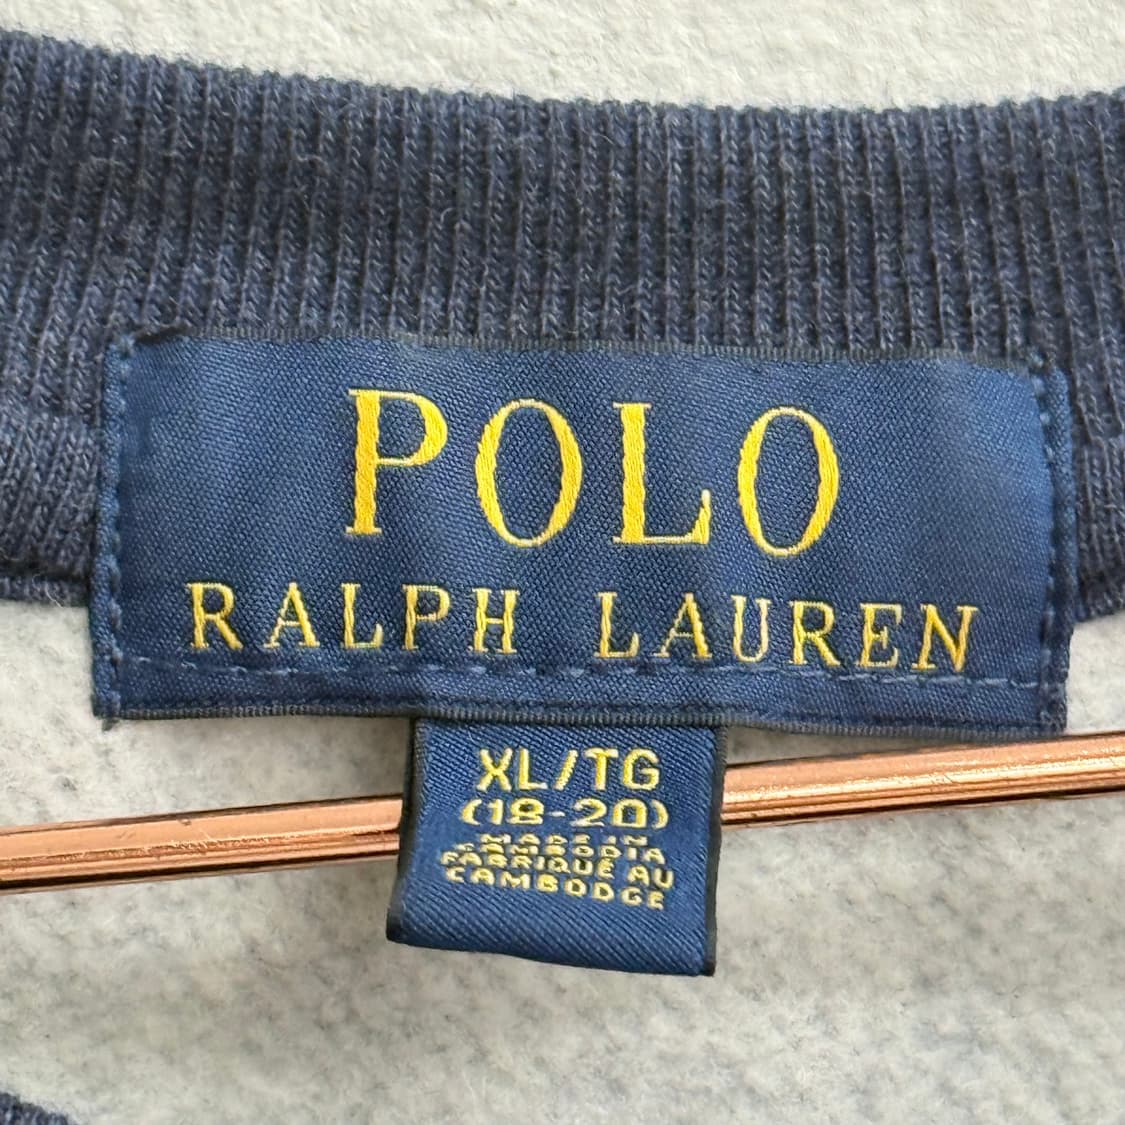 POLO
RALPH LAUREN
XL/TG
(18-20)
MADE IN
CAMBODIA
FABRIQUÉ AU
CAMBODGE